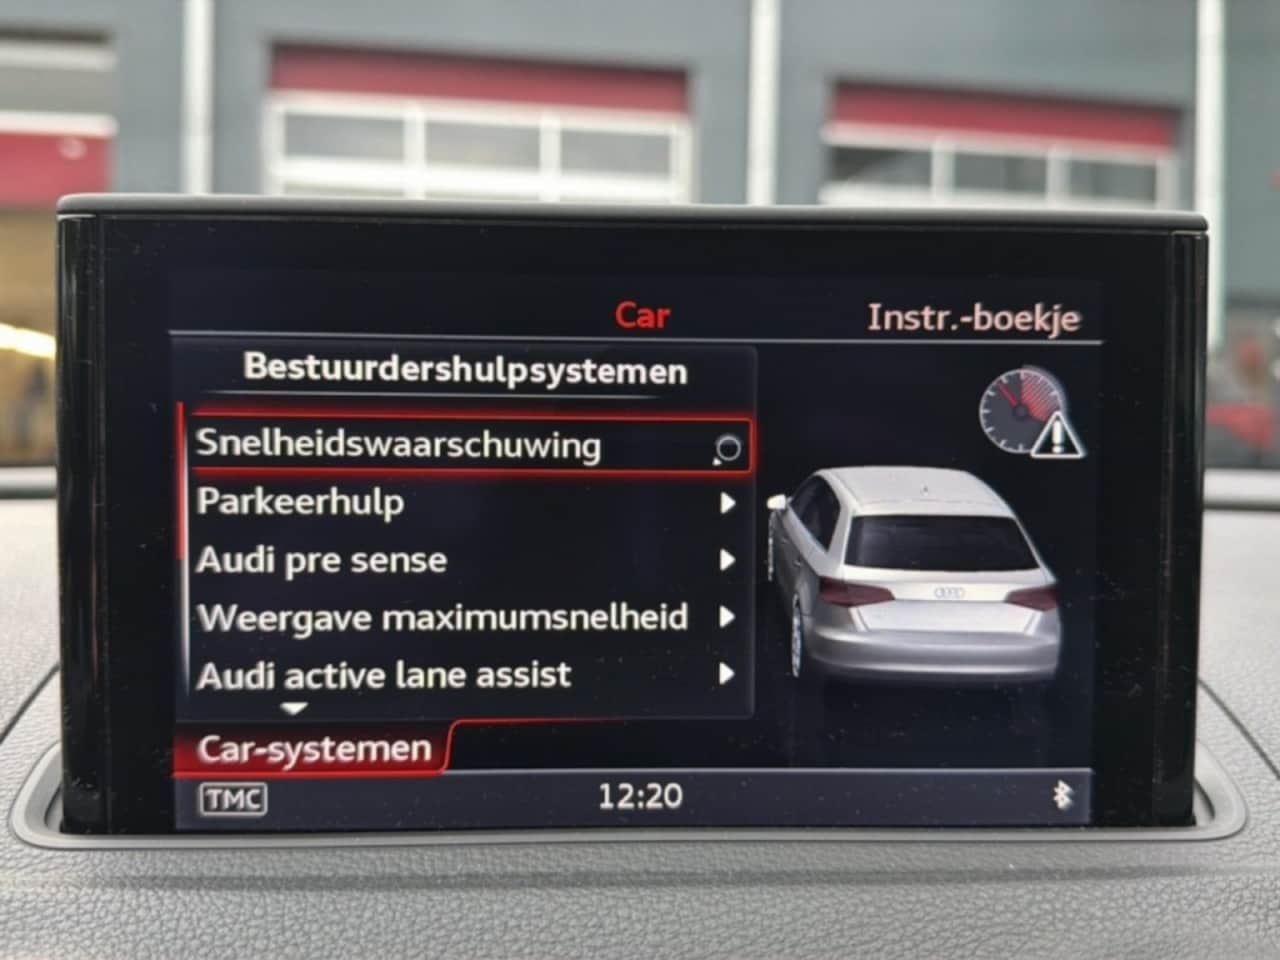 Car
Instr.-boekje
Bestuurdershulpsystemen
Snelheidswaarschuwing
Parkeerhulp
Audi pre sense
Weergave maximumsnelheid
Audi active lane assist
Car-systemen
TMC
12:20